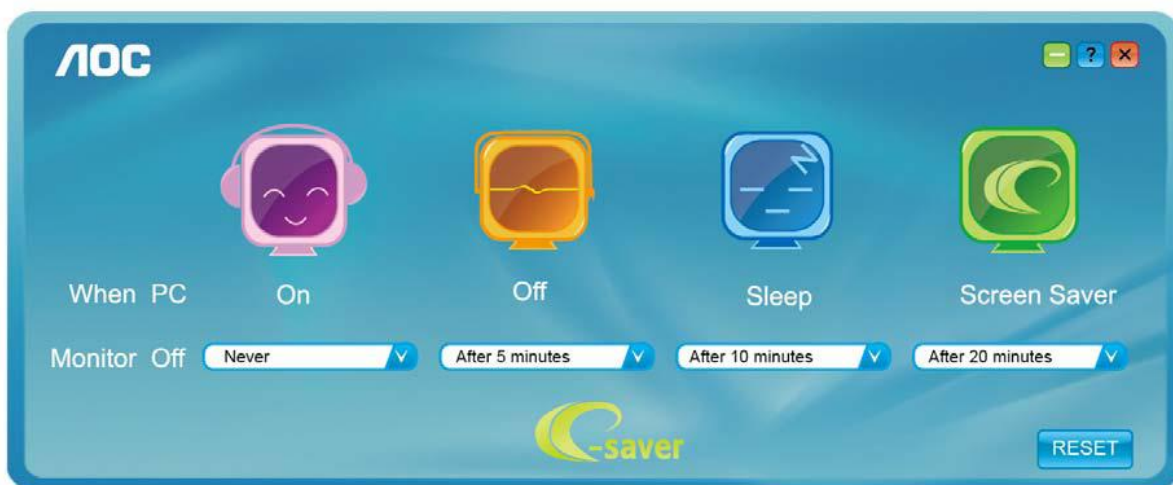 AOC
?
When PC On Off Sleep Screen Saver
Monitor Off Never After 5 minutes After 10 minutes After 20 minutes
e-saver
RESET